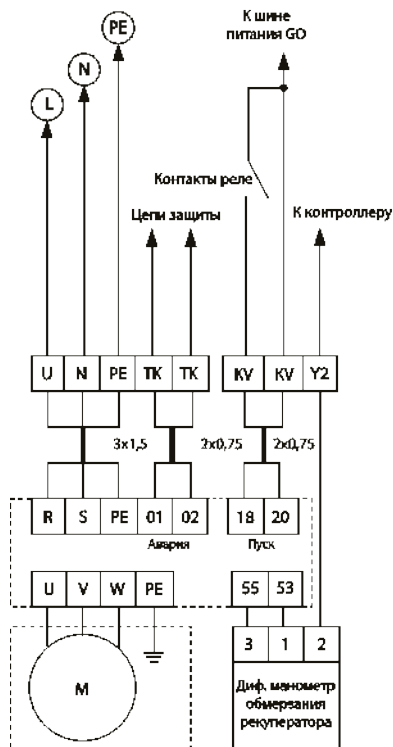 К шине
питания GO
PE
N
L
Контакты реле
Цепи защиты
К контроллеру
U N PE TK TK KV KV Y2
3x1,5 2x0,75 2x0,75
R S PE 01 02 18 20
Авария Пуск
U V W PE 55 53
3 1 2
M
Диф. манометр
обмерзания
рекуператора